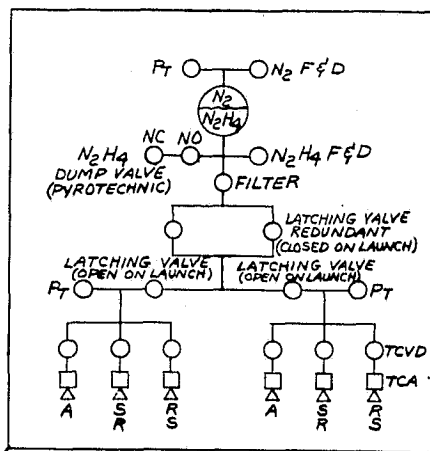 PT N2 F&D
N2
N2H4
NC NO
N2H4 N2H4 F&D
DUMP VALVE
(PYROTECHNIC)
FILTER
LATCHING VALVE
REDUNDANT
(CLOSED ON LAUNCH)
LATCHING VALVE
(OPEN ON LAUNCH)
LATCHING VALVE
(OPEN ON LAUNCH)
PT PT
TCVD
TCA
A S R R S A S R R S